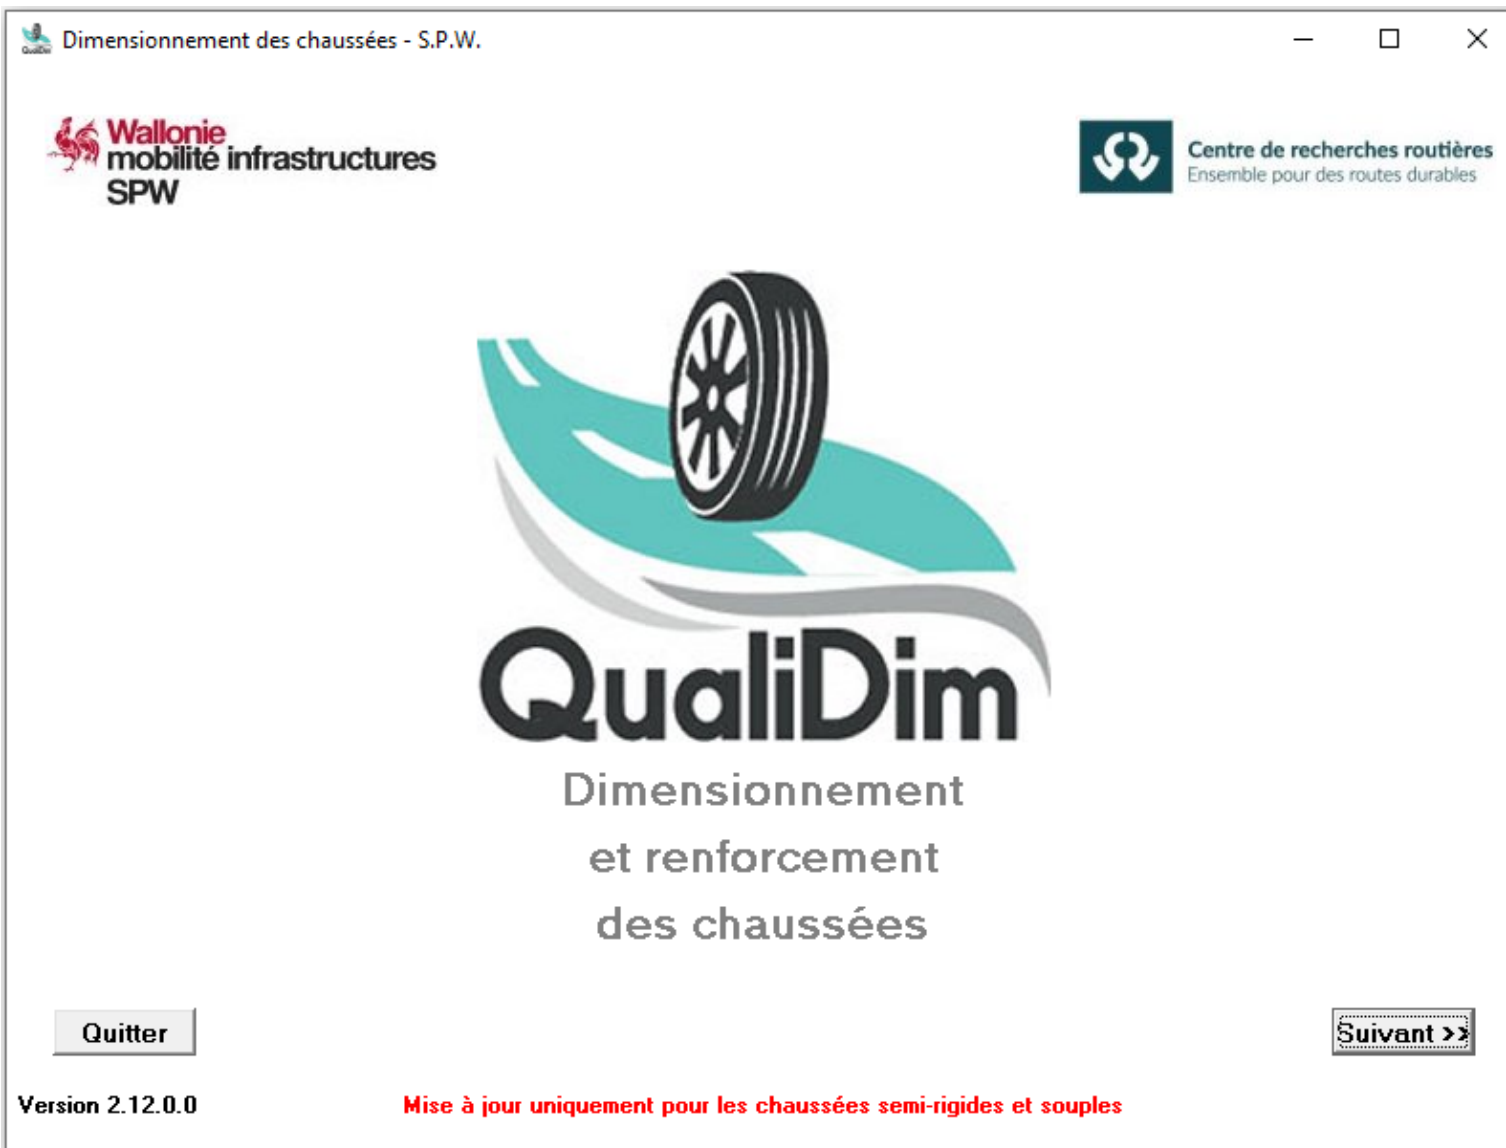 Dimensionnement des chaussées - S.P.W.
Wallonie
mobilité infrastructures
SPW
Centre de recherches routières
Ensemble pour des routes durables
QualiDim
Dimensionnement
et renforcement
des chaussées
Quitter
Suivant >>
Version 2.12.0.0
Mise à jour uniquement pour les chaussées semi-rigides et souples